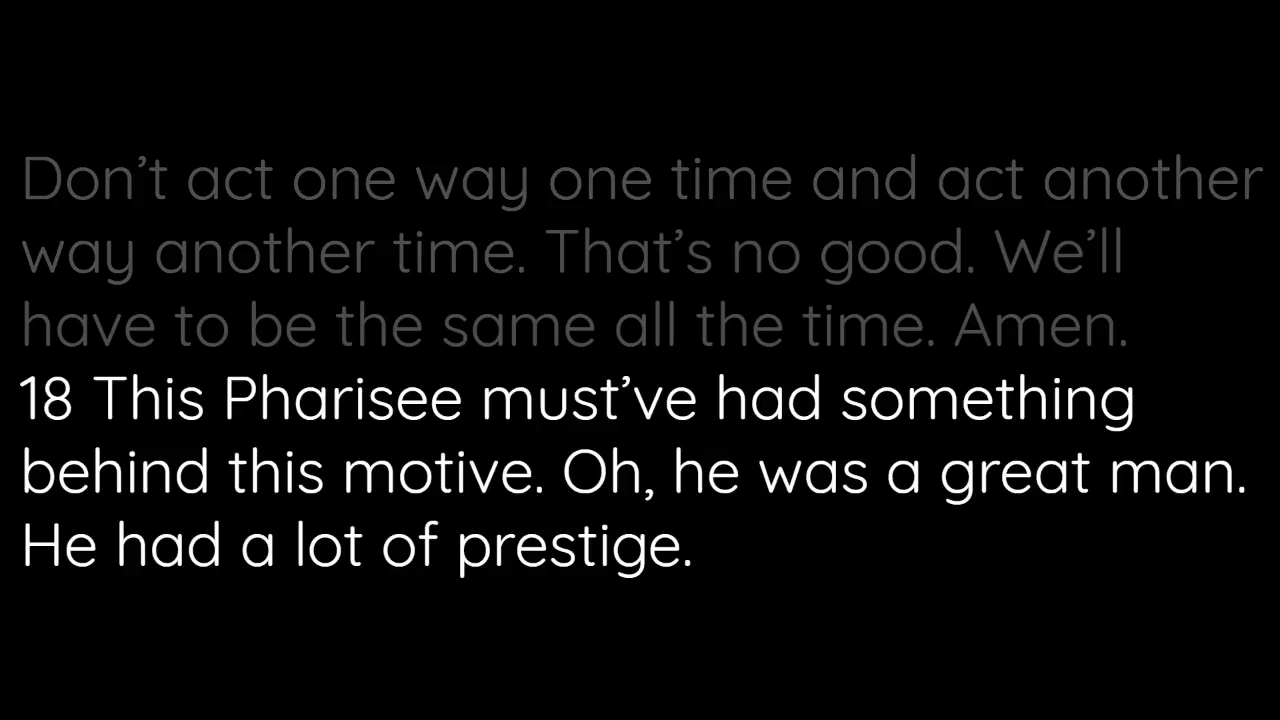 Don’t act one way one time and act another
way another time. That’s no good. We’ll
have to be the same all the time. Amen.
18 This Pharisee must’ve had something
behind this motive. Oh, he was a great man.
He had a lot of prestige.